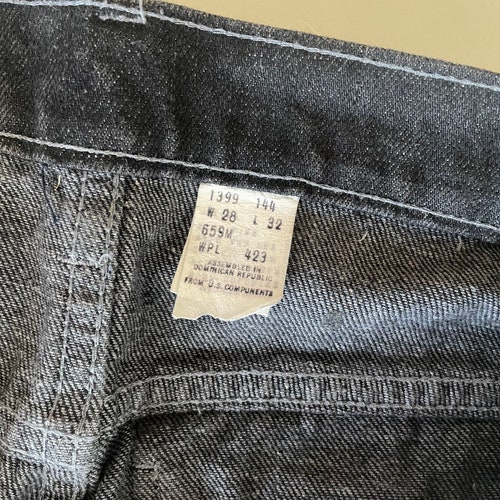 1399 144
W 28 L 32
659M
WPL 423
ASSEMBLED IN
DOMINICAN REPUBLIC
FROM U.S. COMPONENTS